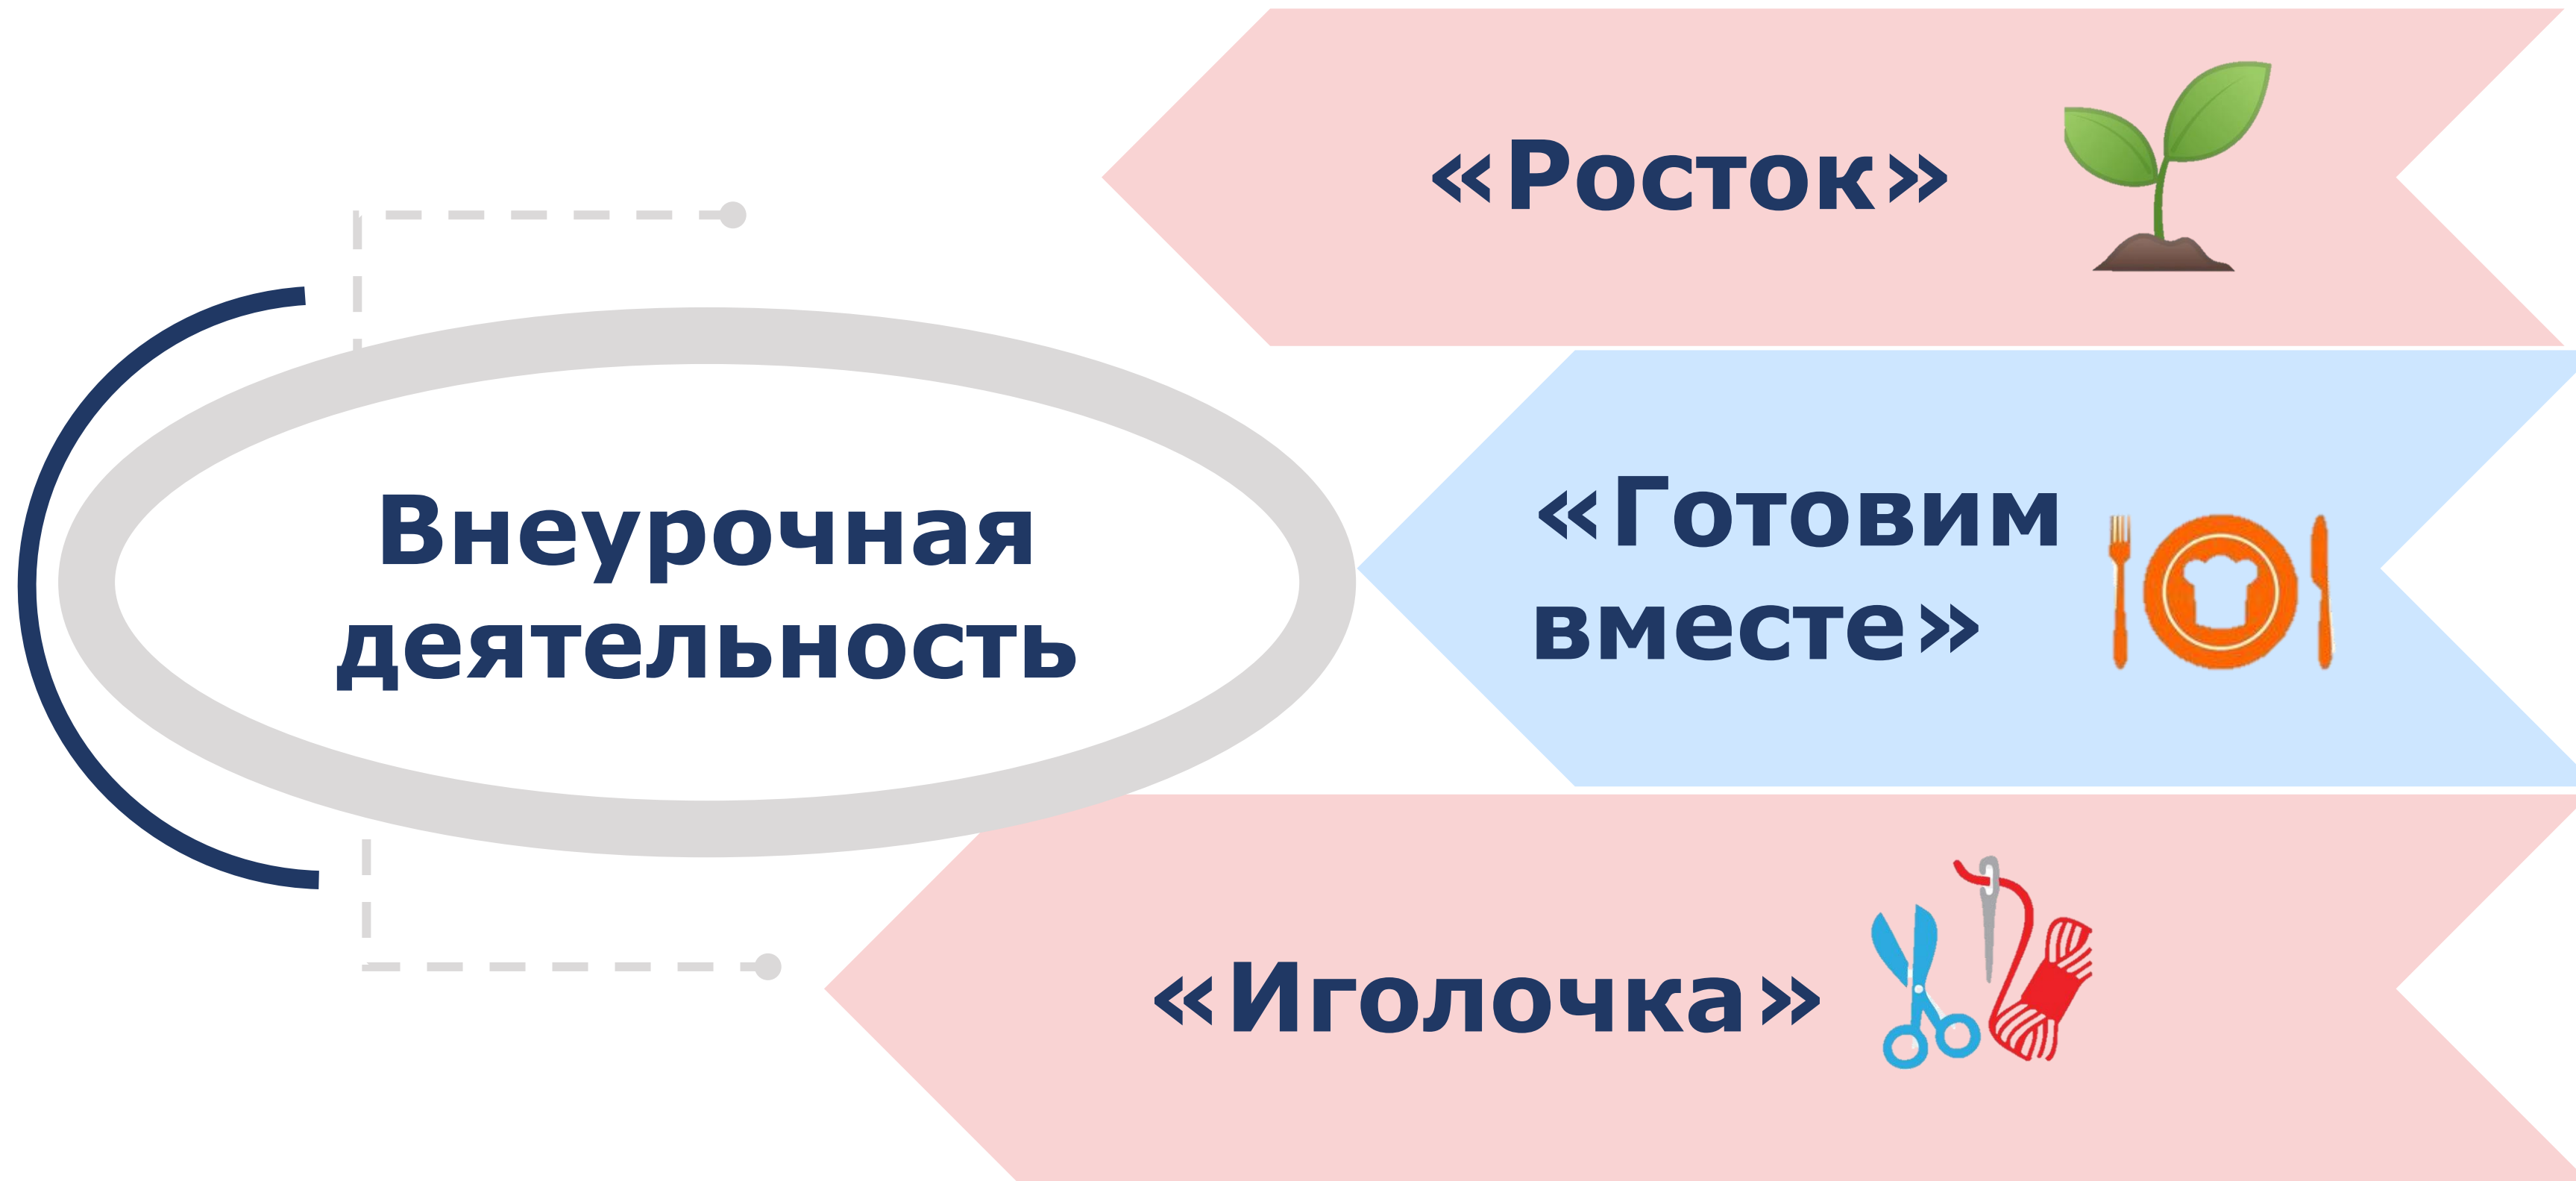 Внеурочная
деятельность
«Росток»
«Готовим
вместе»
«Иголочка»